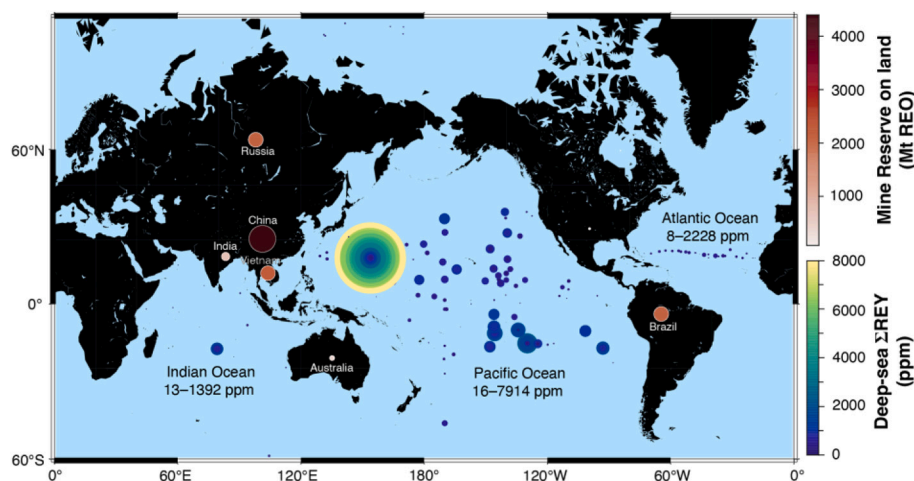 60°N
0°
60°S
0°
60°E
120°E
180°
120°W
60°W
0°
Russia
China
India
Vietnam
Australia
Brazil
Indian Ocean
13–1392 ppm
Pacific Ocean
16–7914 ppm
Atlantic Ocean
8–2228 ppm
4000
3000
2000
1000
Mine Reserve on land
(Mt REO)
8000
6000
4000
2000
0
Deep-sea ΣREY
(ppm)